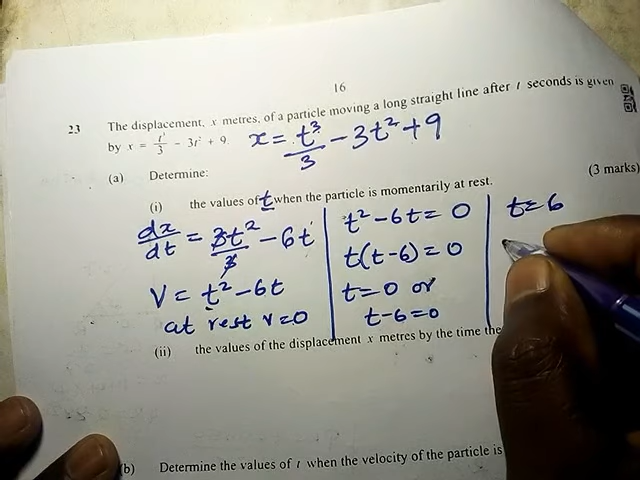 16
23 The displacement, x metres, of a particle moving a long straight line after t seconds is given
by x = t³/3 - 3t² + 9. x = t³/3 - 3t² + 9
(a) Determine: (3 marks)
(i) the values of t when the particle is momentarily at rest.
dx/dt = 3t²/3 - 6t
V = t² - 6t
at rest v = 0
t² - 6t = 0
t(t-6) = 0
t = 0 or
t - 6 = 0
t = 6
(ii) the values of the displacement x metres by the time the
(b) Determine the values of t when the velocity of the particle is